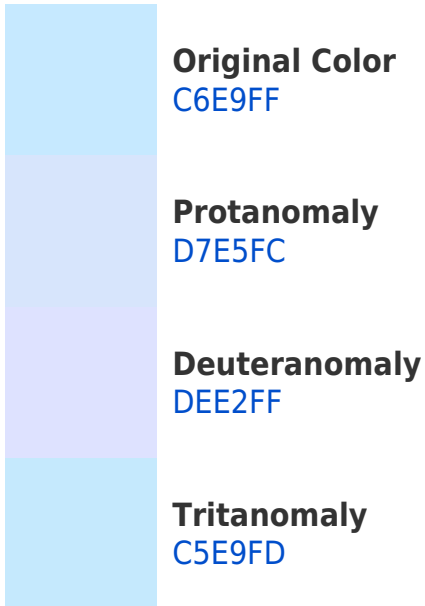 Original Color
C6E9FF
Protanomaly
D7E5FC
Deuteranomaly
DEE2FF
Tritanomaly
C5E9FD